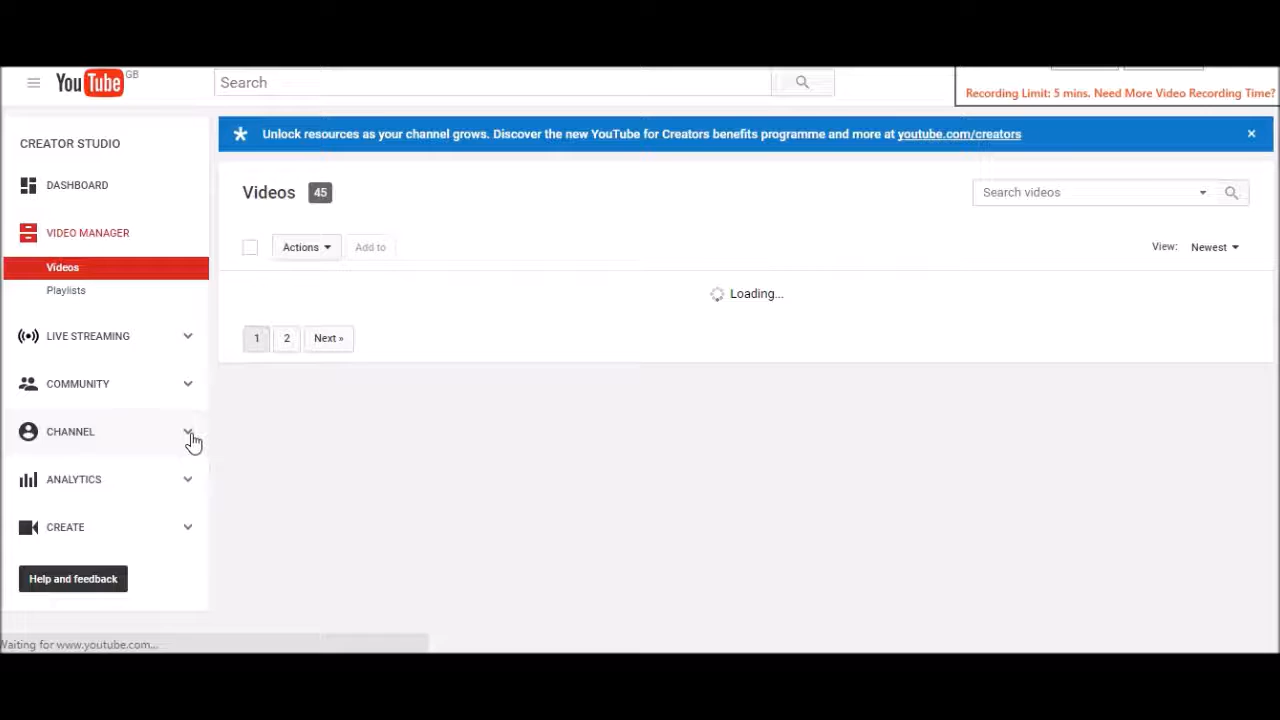 YouTube GB
Search
Recording Limit: 5 mins. Need More Video Recording Time?
CREATOR STUDIO
Unlock resources as your channel grows. Discover the new YouTube for Creators benefits programme and more at youtube.com/creators
DASHBOARD
Videos 45
Search videos
VIDEO MANAGER
Actions
Add to
View: Newest
Videos
Playlists
Loading...
LIVE STREAMING
1 2 Next »
COMMUNITY
CHANNEL
ANALYTICS
CREATE
Help and feedback
Waiting for www.youtube.com...